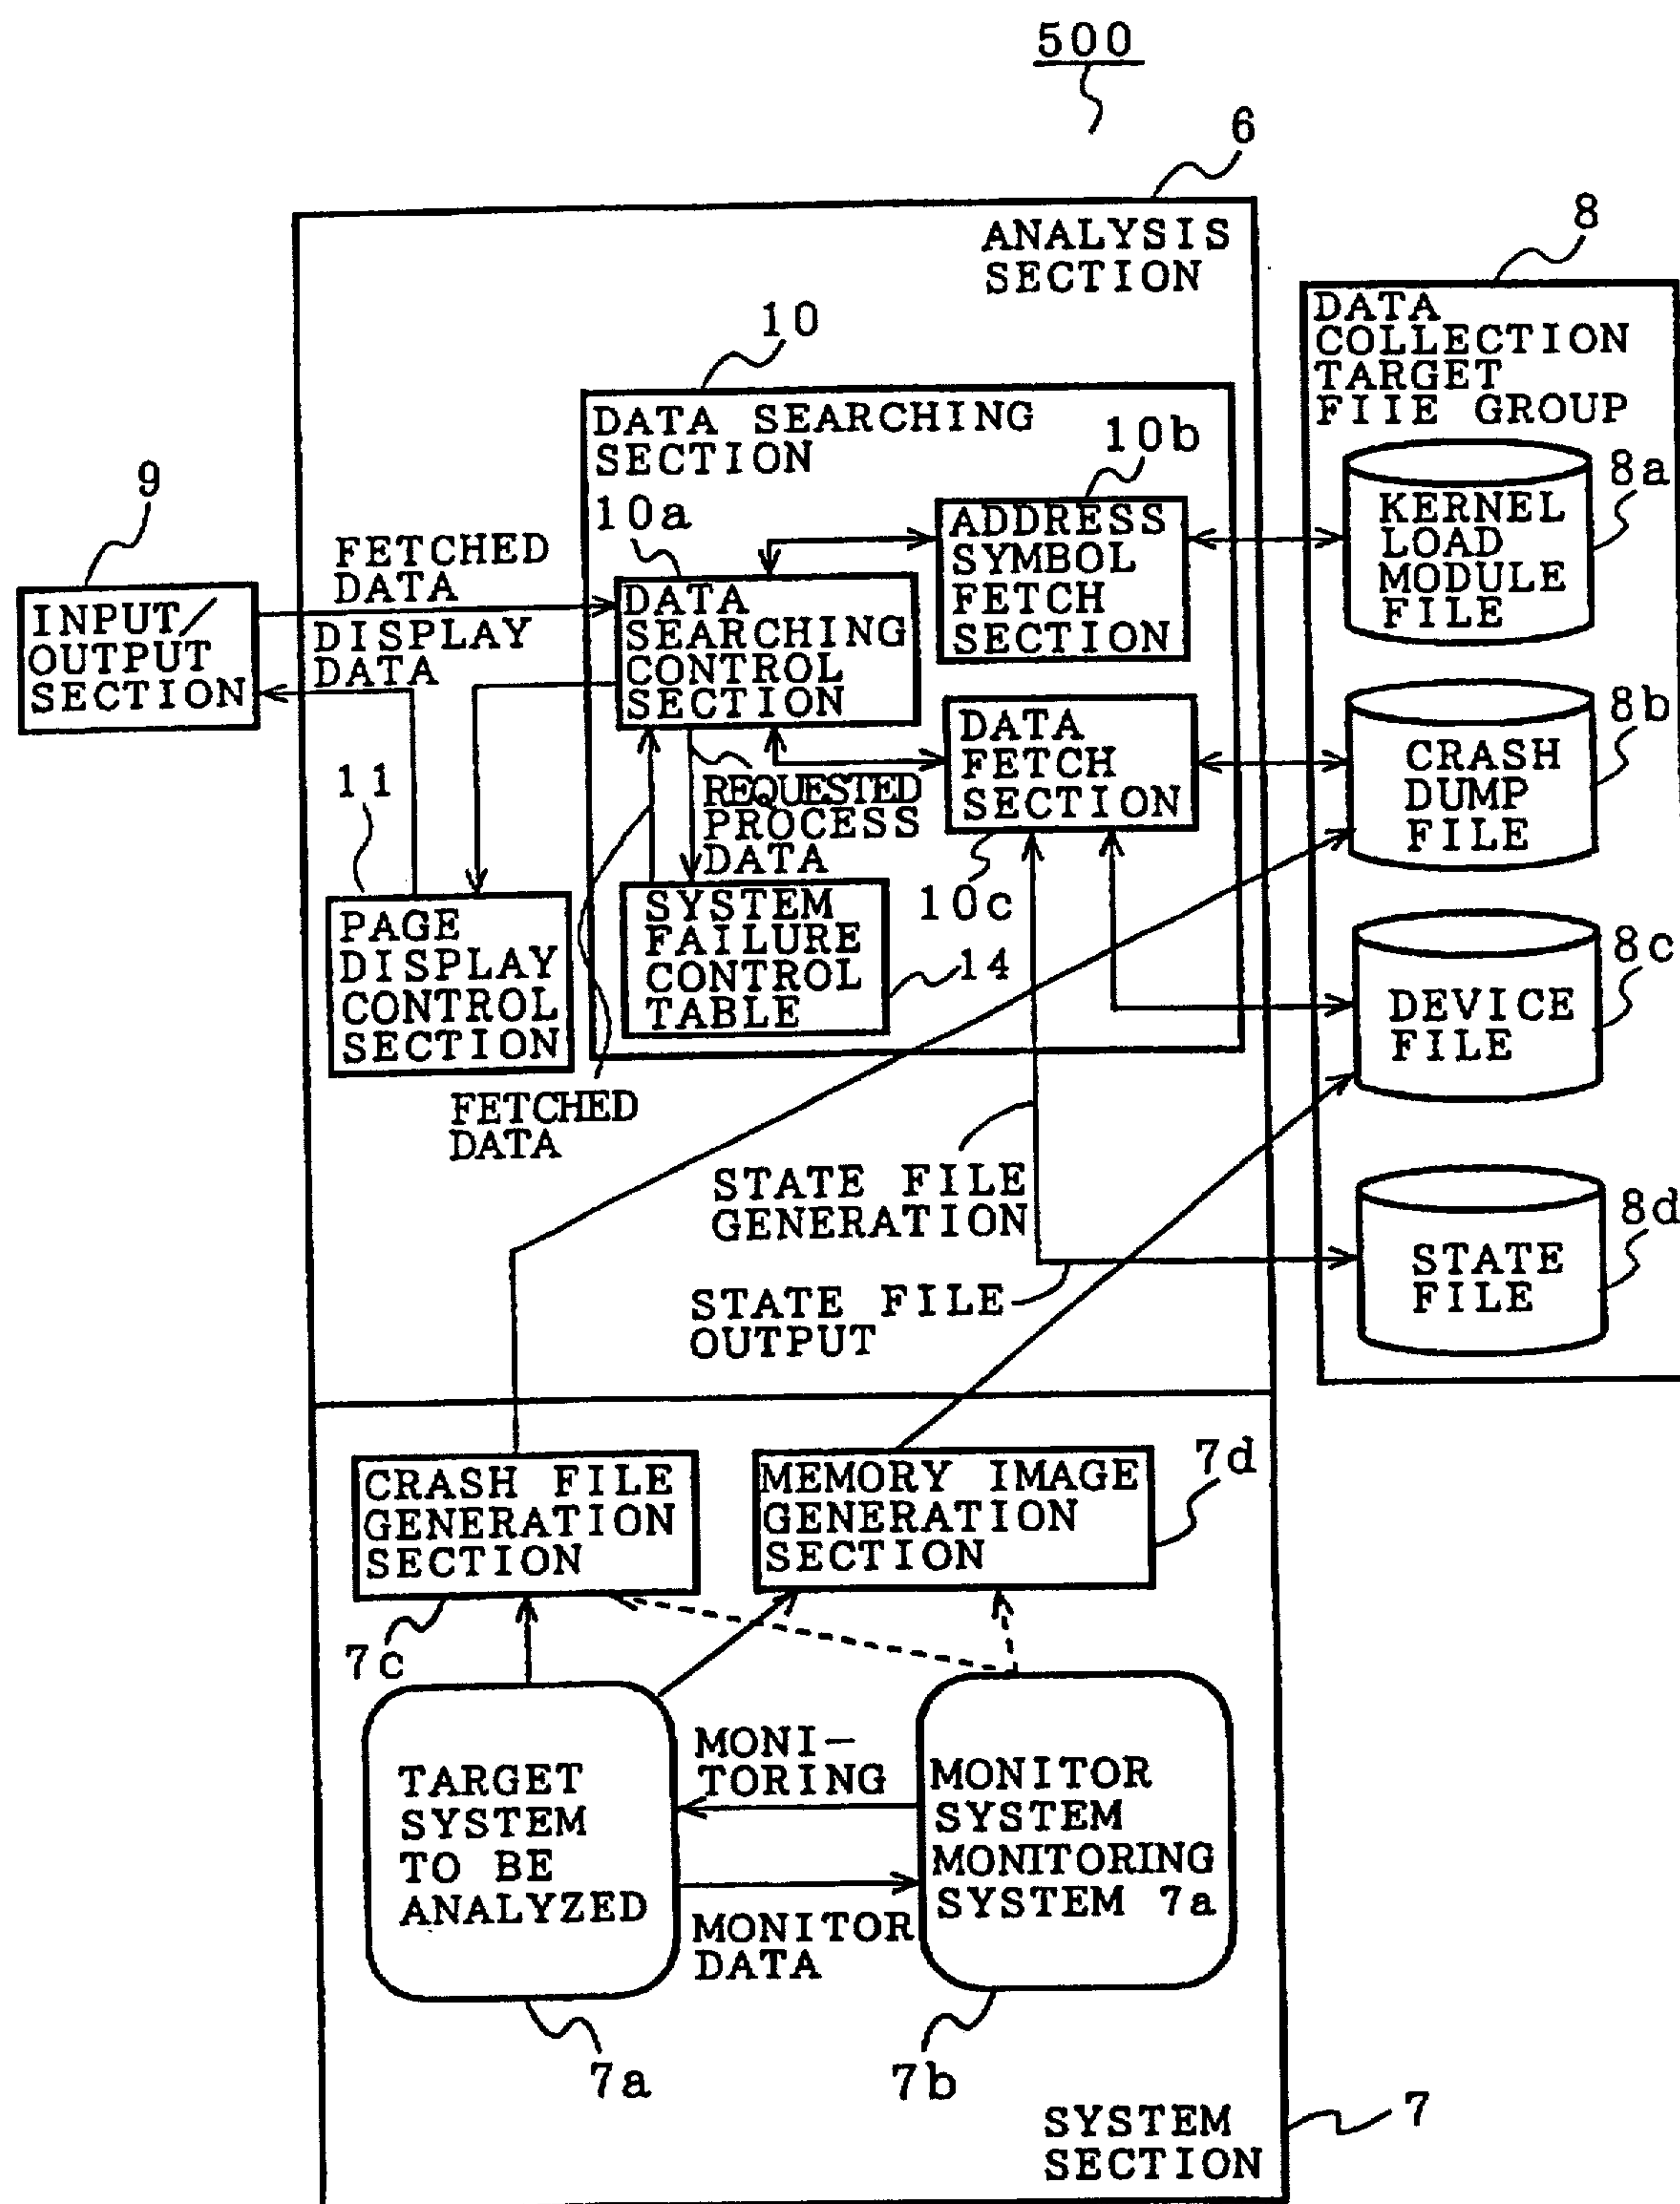 500
6
ANALYSIS
SECTION
8
DATA
COLLECTION
TARGET
FIIE GROUP
10
DATA SEARCHING
SECTION
10b
10a
ADDRESS
SYMBOL
FETCH
SECTION
8a
KERNEL
LOAD
MODULE
FILE
9
INPUT/
OUTPUT
SECTION
FETCHED
DATA
DISPLAY
DATA
DATA
SEARCHING
CONTROL
SECTION
DATA
FETCH
SECTION
8b
CRASH
DUMP
FILE
11
REQUESTED
PROCESS
DATA
10c
PAGE
DISPLAY
CONTROL
SECTION
SYSTEM
FAILURE
CONTROL
TABLE
14
8c
DEVICE
FILE
FETCHED
DATA
STATE FILE
GENERATION
8d
STATE
FILE
STATE FILE
OUTPUT
CRASH FILE
GENERATION
SECTION
MEMORY IMAGE
GENERATION
SECTION
7d
7c
TARGET
SYSTEM
TO BE
ANALYZED
MONI-
TORING
MONITOR
SYSTEM
MONITORING
SYSTEM 7a
MONITOR
DATA
7a
7b
SYSTEM
SECTION
7